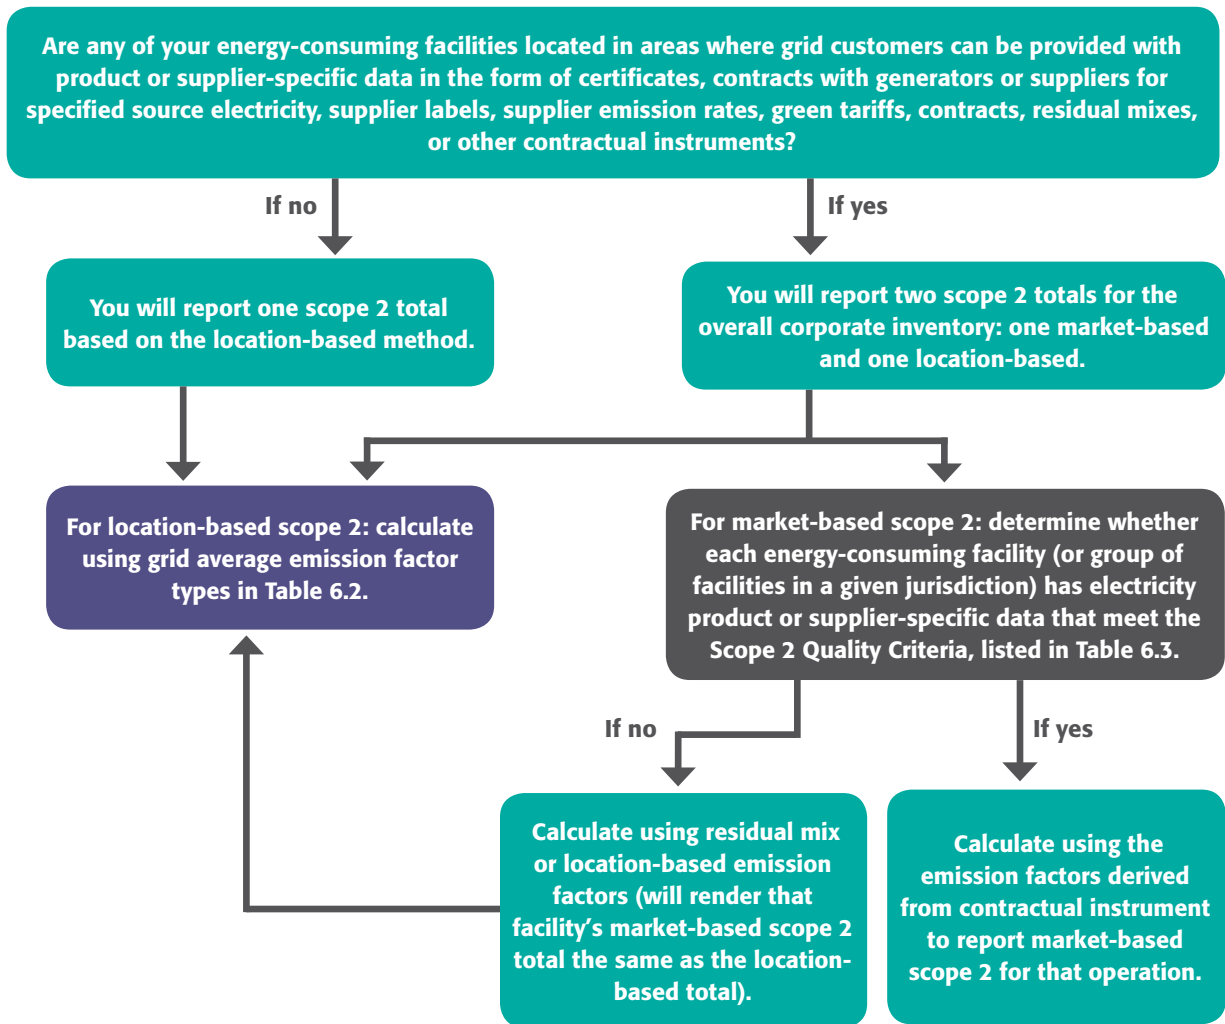 Are any of your energy-consuming facilities located in areas where grid customers can be provided with
product or supplier-specific data in the form of certificates, contracts with generators or suppliers for
specified source electricity, supplier labels, supplier emission rates, green tariffs, contracts, residual mixes,
or other contractual instruments?
If no
If yes
You will report one scope 2 total
based on the location-based method.
You will report two scope 2 totals for the
overall corporate inventory: one market-based
and one location-based.
For location-based scope 2: calculate
using grid average emission factor
types in Table 6.2.
For market-based scope 2: determine whether
each energy-consuming facility (or group of
facilities in a given jurisdiction) has electricity
product or supplier-specific data that meet the
Scope 2 Quality Criteria, listed in Table 6.3.
If no
If yes
Calculate using residual mix
or location-based emission
factors (will render that
facility's market-based scope 2
total the same as the location-
based total).
Calculate using the
emission factors derived
from contractual instrument
to report market-based
scope 2 for that operation.